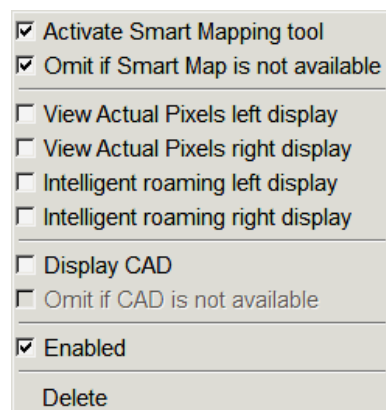 Activate Smart Mapping tool
Omit if Smart Map is not available
View Actual Pixels left display
View Actual Pixels right display
Intelligent roaming left display
Intelligent roaming right display
Display CAD
Omit if CAD is not available
Enabled
Delete